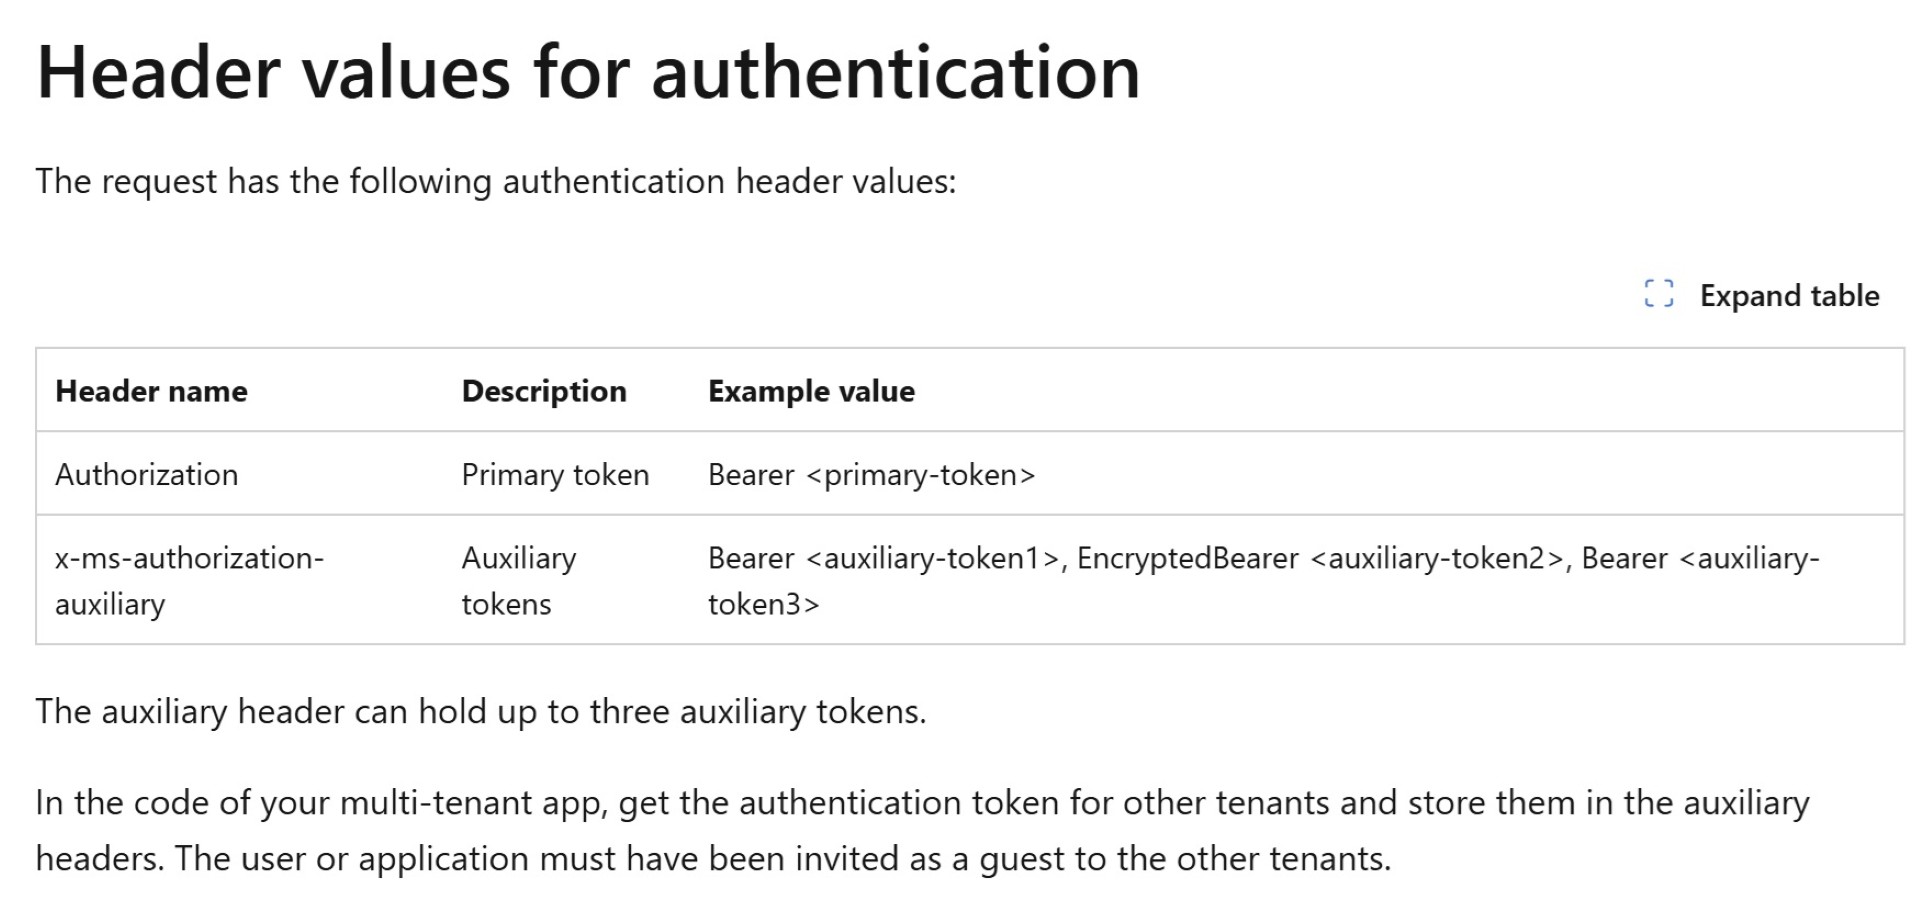 Header values for authentication
The request has the following authentication header values:
Expand table
Header name Description Example value
Authorization Primary token Bearer <primary-token>
x-ms-authorization- Auxiliary Bearer <auxiliary-token1>, EncryptedBearer <auxiliary-token2>, Bearer <auxiliary-
auxiliary tokens token3>
The auxiliary header can hold up to three auxiliary tokens.
In the code of your multi-tenant app, get the authentication token for other tenants and store them in the auxiliary
headers. The user or application must have been invited as a guest to the other tenants.